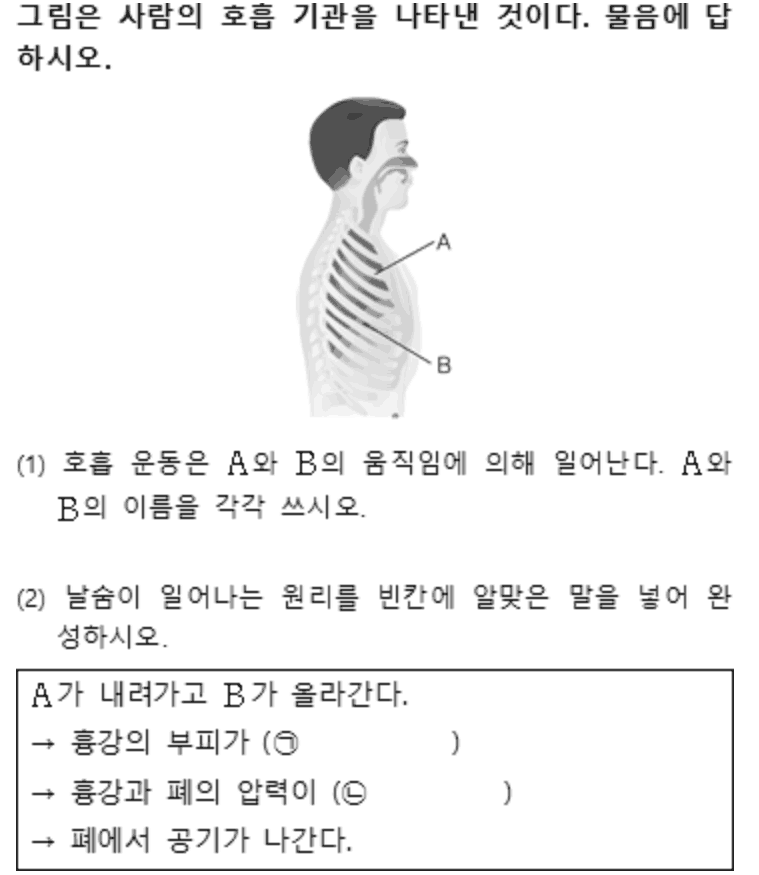 그림은 사람의 호흡 기관을 나타낸 것이다. 물음에 답
하시오.
A
B
(1) 호흡 운동은 A와 B의 움직임에 의해 일어난다. A와
B의 이름을 각각 쓰시오.
(2) 날숨이 일어나는 원리를 빈칸에 알맞은 말을 넣어 완
성하시오.
A가 내려가고 B가 올라간다.
→ 흉강의 부피가 (㉠ )
→ 흉강과 폐의 압력이 (㉡ )
→ 폐에서 공기가 나간다.